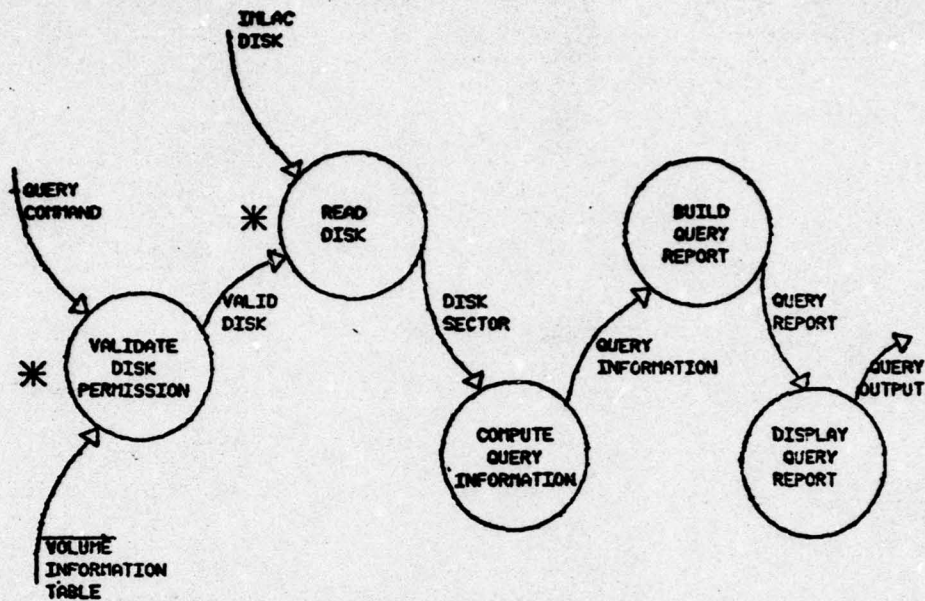 IMLAC
DISK
QUERY
COMMAND
READ
DISK
BUILD
QUERY
REPORT
VALID
DISK
DISK
SECTOR
QUERY
REPORT
VALIDATE
DISK
PERMISSION
QUERY
INFORMATION
QUERY
OUTPUT
COMPUTE
QUERY
INFORMATION
DISPLAY
QUERY
REPORT
VOLUME
INFORMATION
TABLE